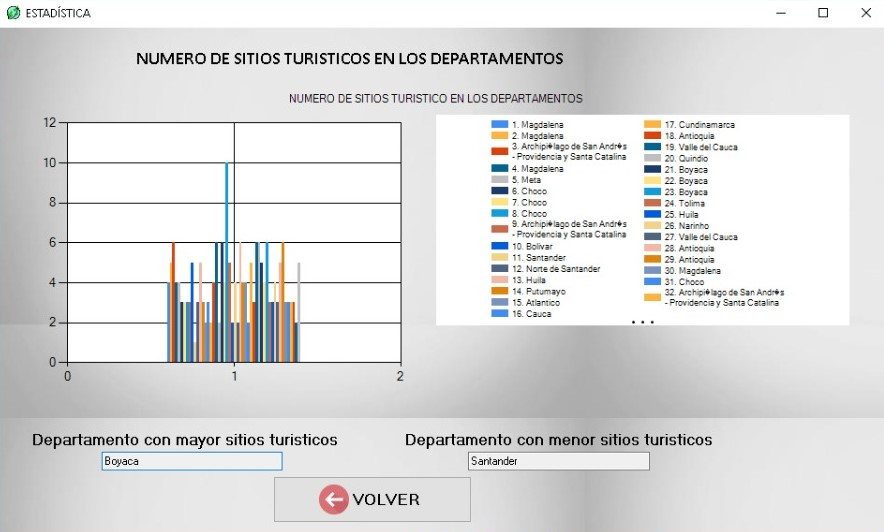 ESTADÍSTICA
NUMERO DE SITIOS TURISTICOS EN LOS DEPARTAMENTOS
NUMERO DE SITIOS TURISTICO EN LOS DEPARTAMENTOS
12
10
8
6
4
2
0
0
1
2
1. Magdalena
2. Magdalena
3. Archipi�lago de San Andr�s
- Providencia y Santa Catalina
4. Magdalena
5. Meta
6. Choco
7. Choco
8. Choco
9. Archipi�lago de San Andr�s
- Providencia y Santa Catalina
10. Bolivar
11. Santander
12. Norte de Santander
13. Huila
14. Putumayo
15. Atlantico
16. Cauca
17. Cundinamarca
18. Antioquia
19. Valle del Cauca
20. Quindio
21. Boyaca
22. Boyaca
23. Boyaca
24. Tolima
25. Huila
26. Narinho
27. Valle del Cauca
28. Antioquia
29. Antioquia
30. Magdalena
31. Choco
32. Archipi�lago de San Andr�s
- Providencia y Santa Catalina
...
Departamento con mayor sitios turisticos
Boyaca
Departamento con menor sitios turisticos
Santander
VOLVER